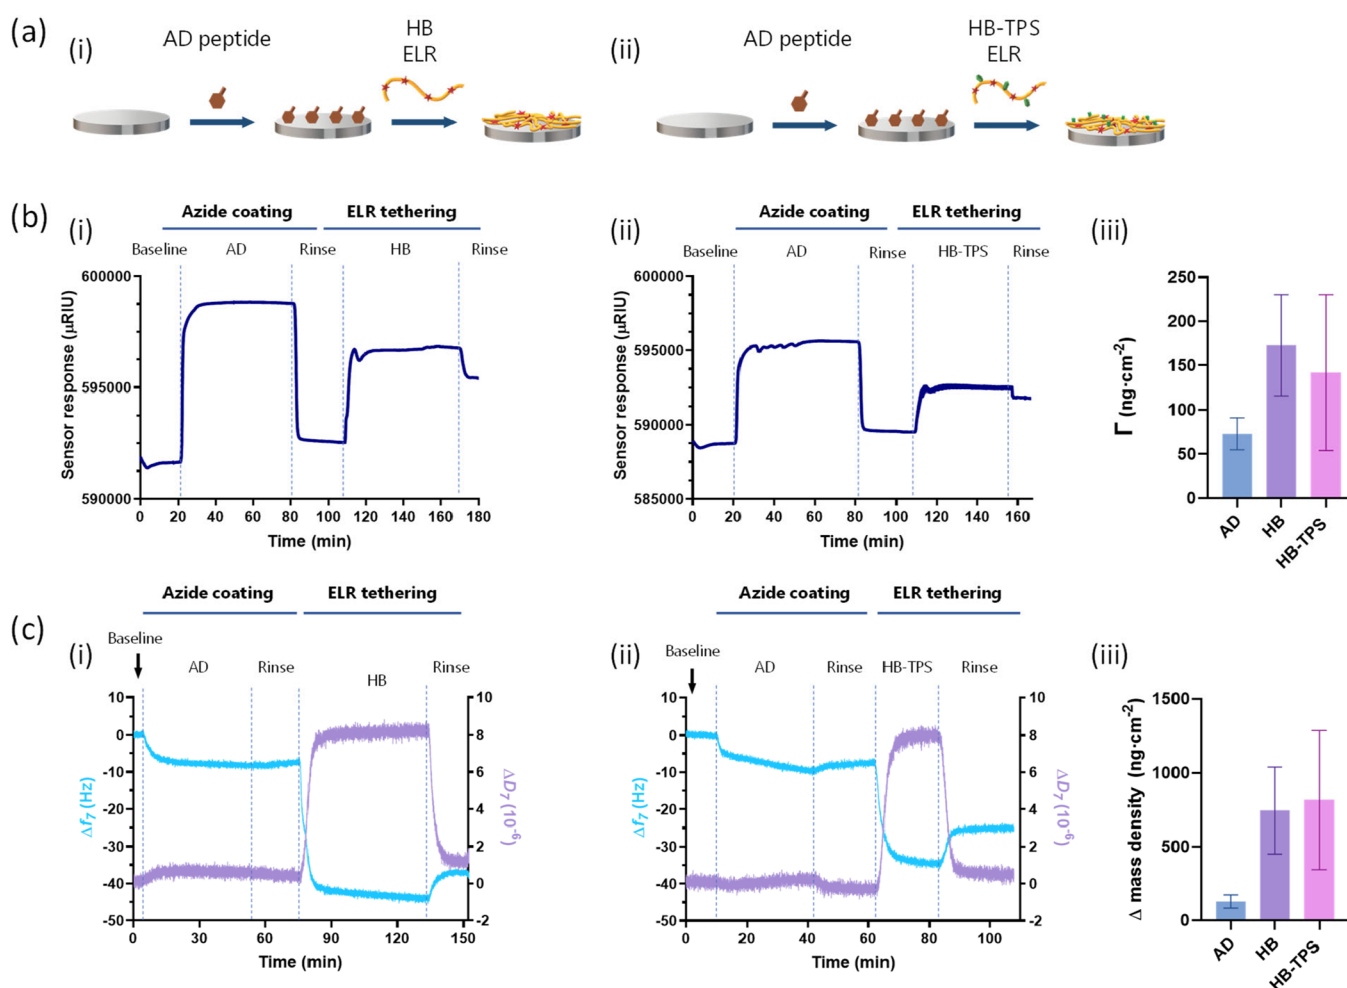 (a)
(i)
AD peptide
HB
ELR
(ii)
AD peptide
HB-TPS
ELR
(b)
(i)
Azide coating
ELR tethering
Baseline
AD
Rinse
HB
Rinse
600000
595000
590000
Sensor response (μRIU)
0 20 40 60 80 100 120 140 160 180
Time (min)
(ii)
Azide coating
ELR tethering
Baseline
AD
Rinse
HB-TPS
Rinse
600000
595000
590000
585000
Sensor response (μRIU)
0 20 40 60 80 100 120 140 160
Time (min)
(iii)
250
200
150
100
50
0
Γ (ng·cm⁻²)
AD
HB
HB-TPS
(c)
(i)
Azide coating
ELR tethering
Baseline
AD
Rinse
HB
Rinse
10
0
-10
-20
-30
-40
-50
Δf₇ (Hz)
10
8
6
4
2
0
-2
ΔD₇ (10⁻⁶)
0 30 60 90 120 150
Time (min)
(ii)
Azide coating
ELR tethering
Baseline
AD
Rinse
HB-TPS
Rinse
10
0
-10
-20
-30
-40
-50
Δf₇ (Hz)
10
8
6
4
2
0
-2
ΔD₇ (10⁻⁶)
0 20 40 60 80 100
Time (min)
(iii)
1500
1000
500
0
Δ mass density (ng·cm⁻²)
AD
HB
HB-TPS